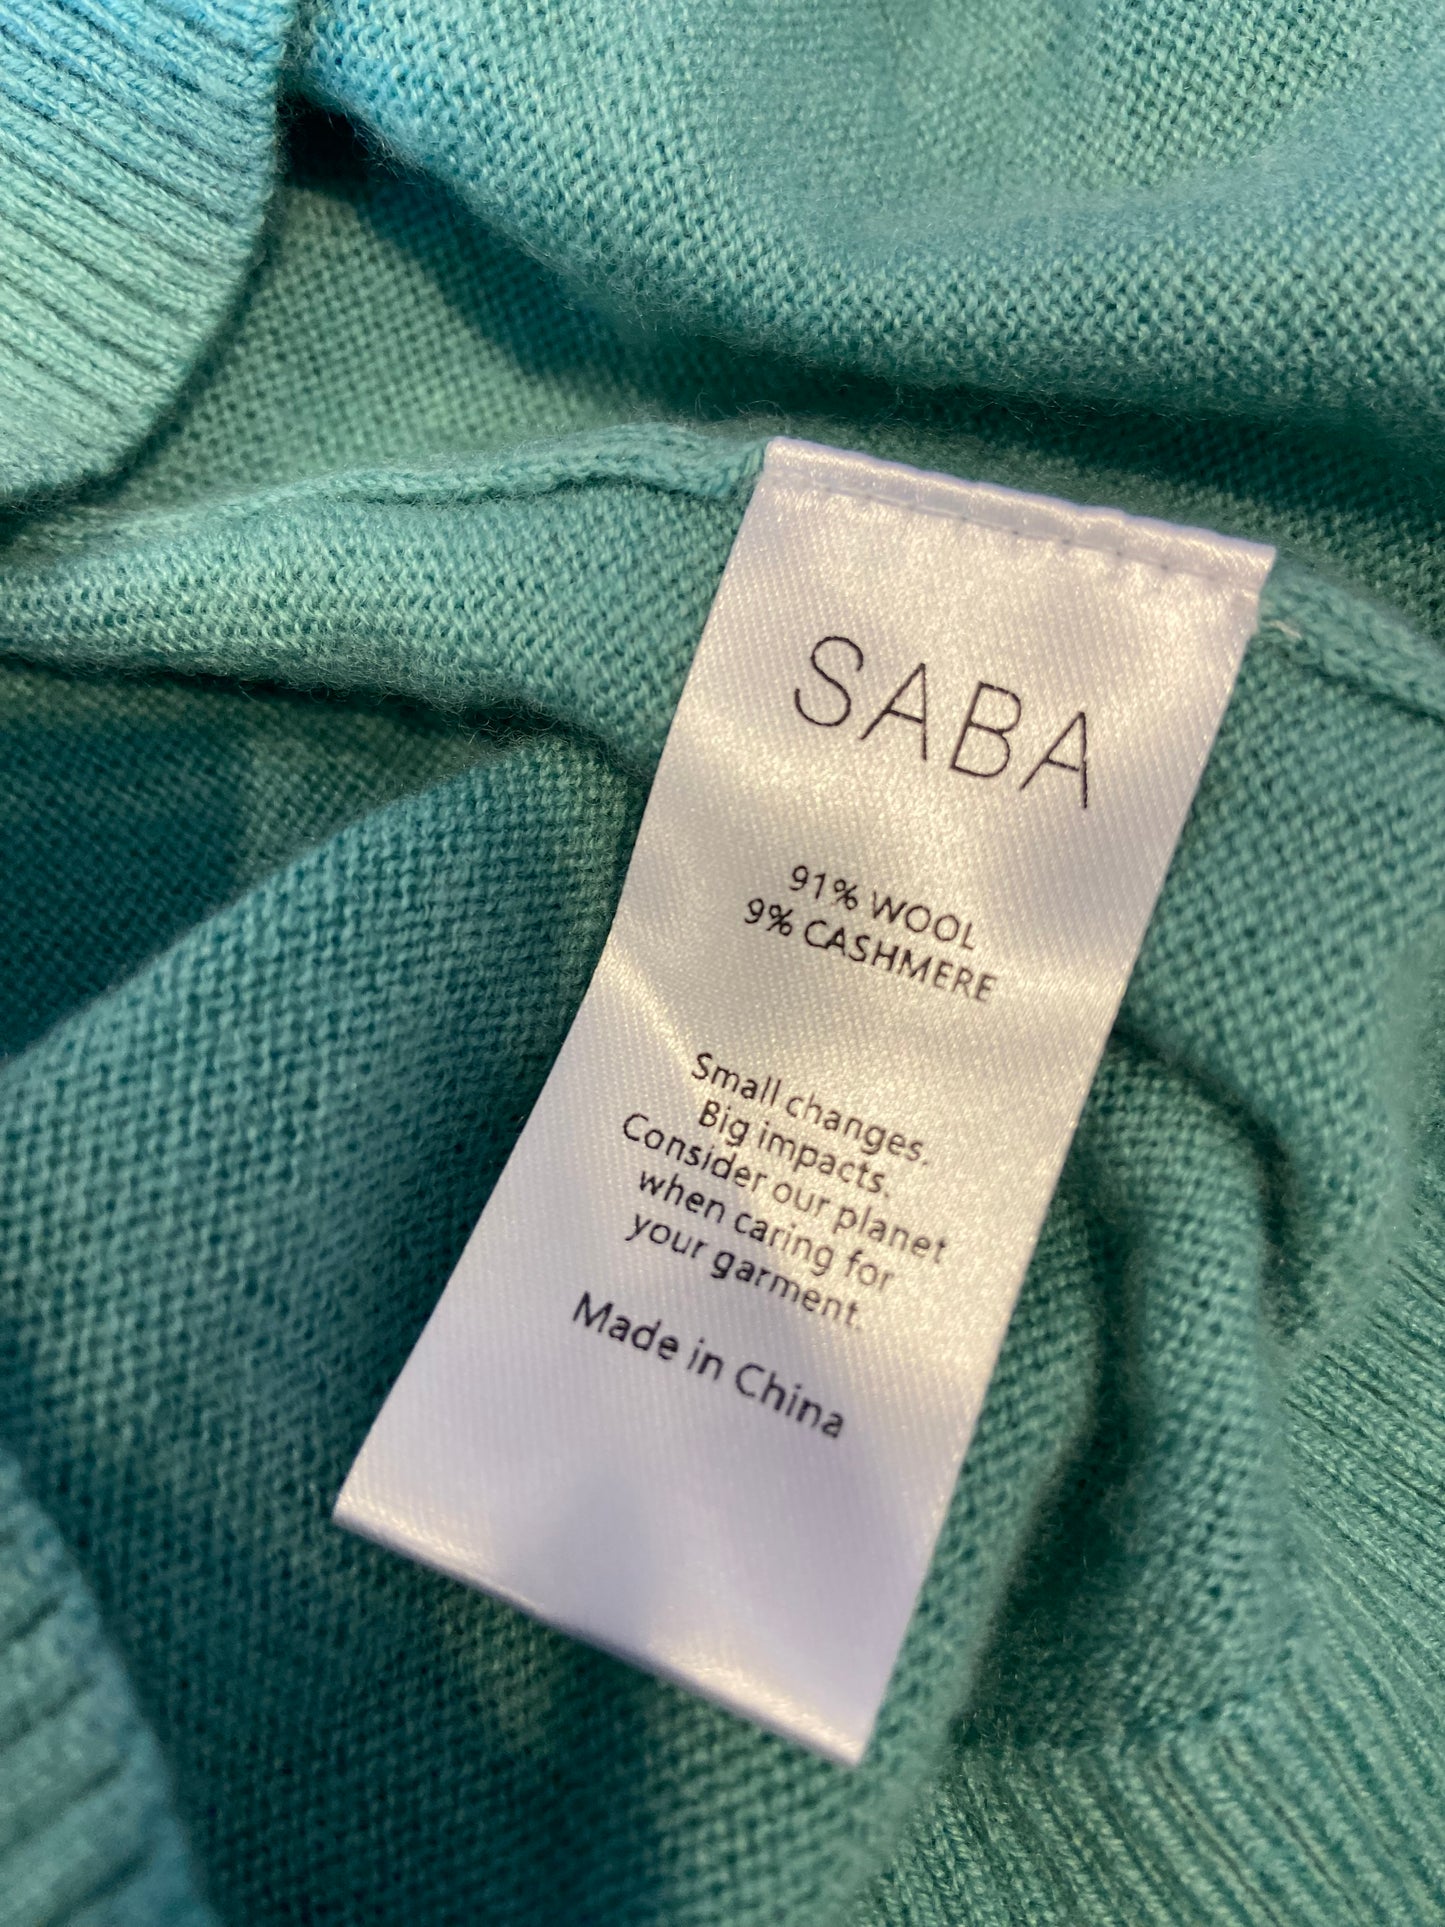 SABA
91% WOOL
9% CASHMERE
Small changes.
Big impacts.
Consider our planet
when caring for
your garment.
Made in China